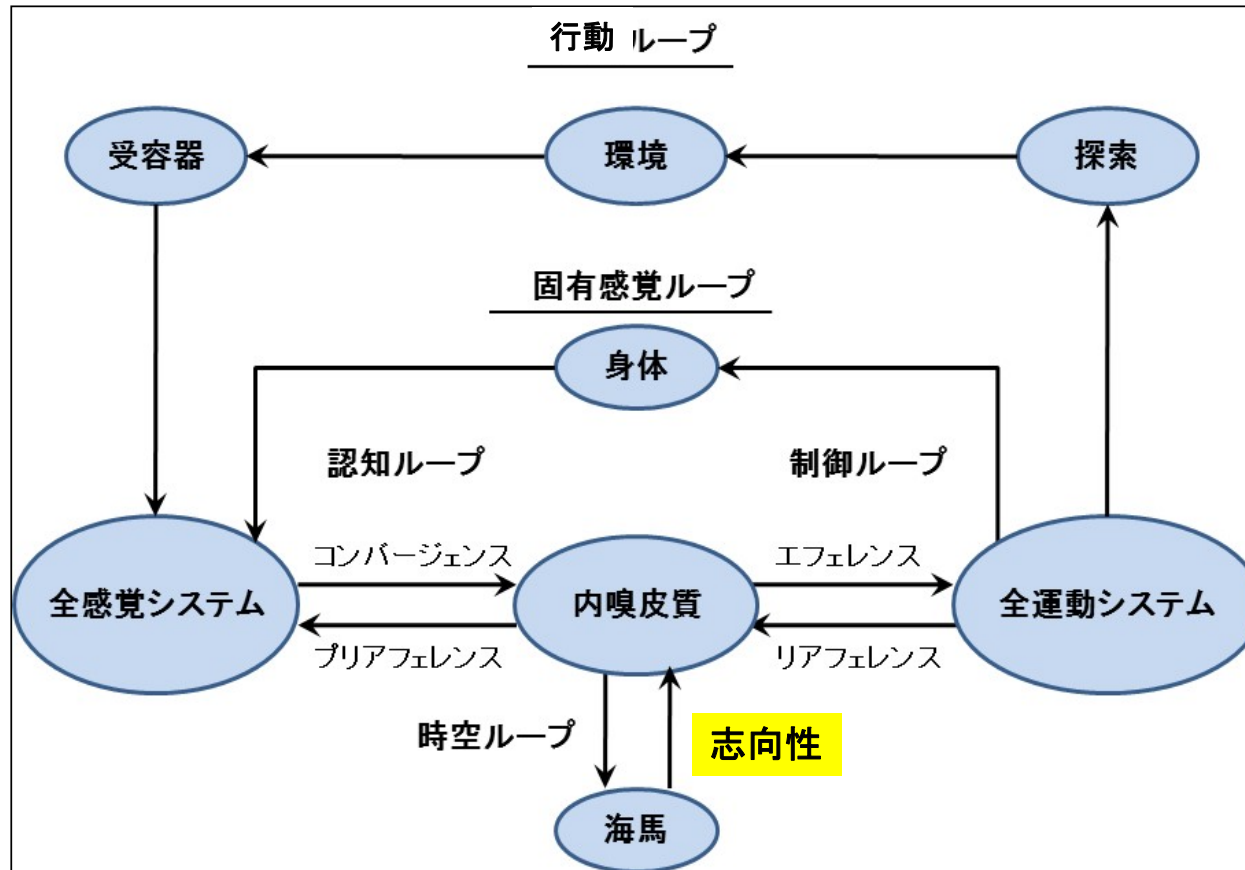 行動 ループ
受容器
環境
探索
固有感覚ループ
身体
認知ループ
制御ループ
コンバージェンス
エフェレンス
全感覚システム
内嗅皮質
全運動システム
プリアフェレンス
リアフェレンス
時空ループ
志向性
海馬